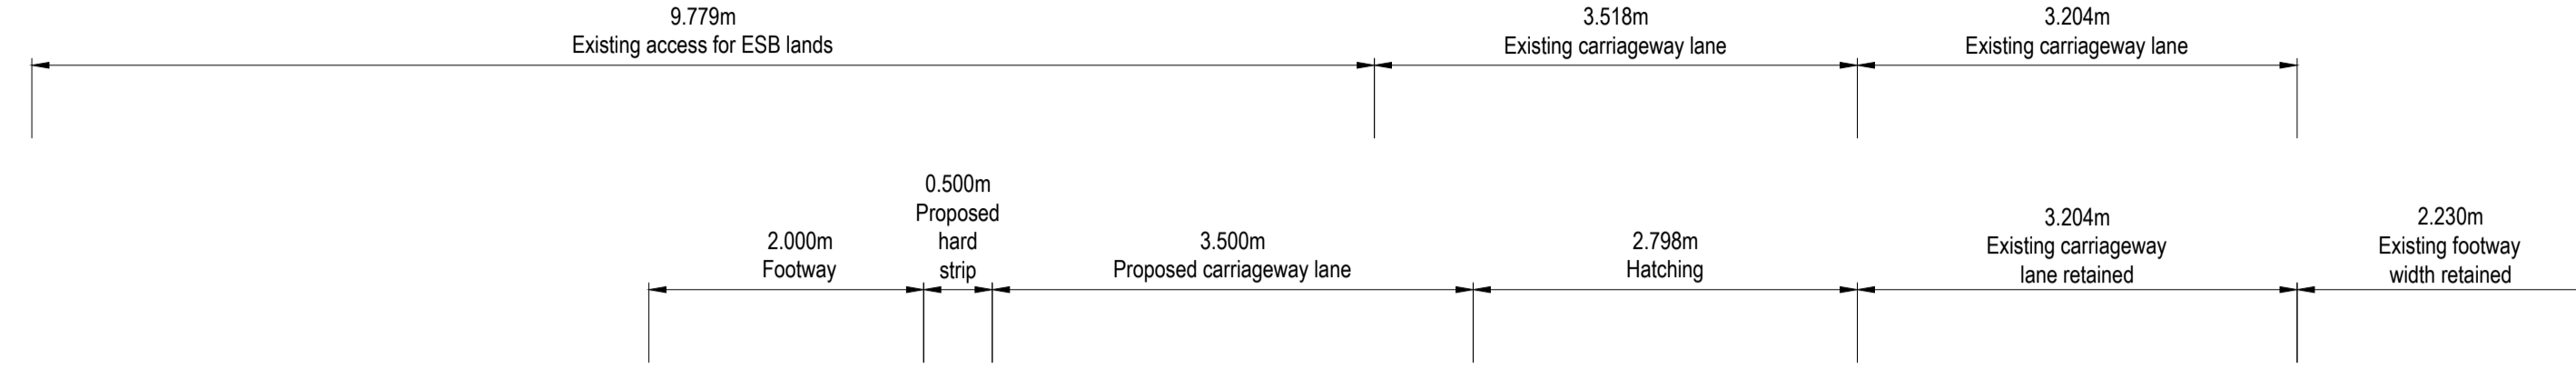 9.779m
Existing access for ESB lands
3.518m
Existing carriageway lane
3.204m
Existing carriageway lane
2.000m
Footway
0.500m
Proposed
hard
strip
3.500m
Proposed carriageway lane
2.798m
Hatching
3.204m
Existing carriageway
lane retained
2.230m
Existing footway
width retained